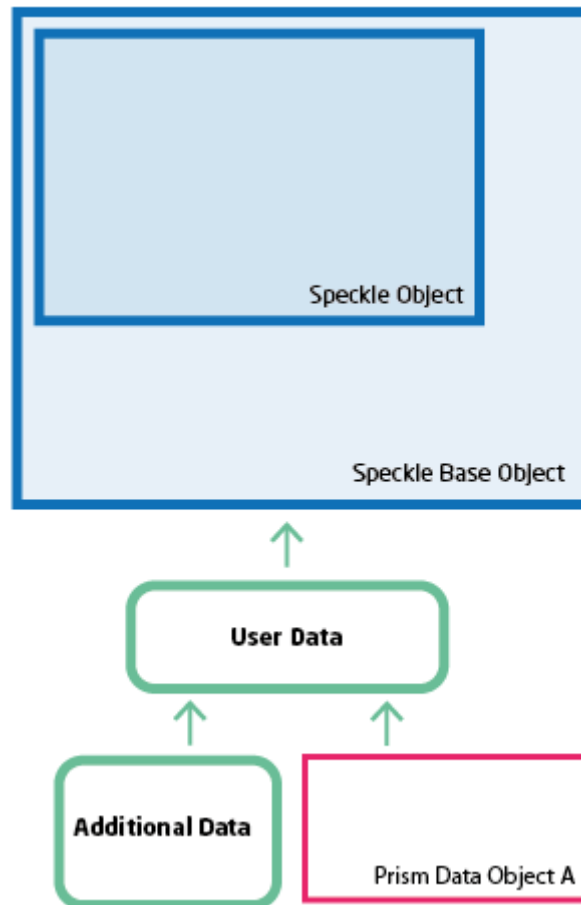 Speckle Object
Speckle Base Object
User Data
Additional Data
Prism Data Object A